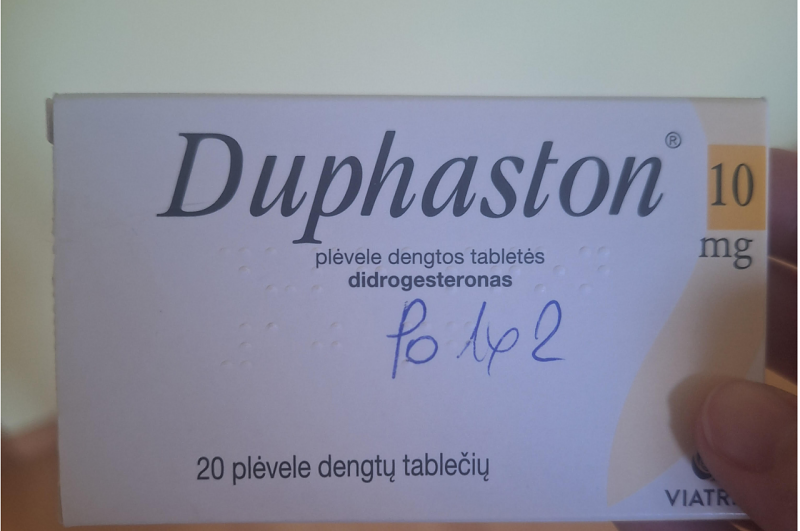 Duphaston®
10
mg
plėvele dengtos tabletės
didrogesteronas
Po 1x2
20 plėvele dengtų tablečių